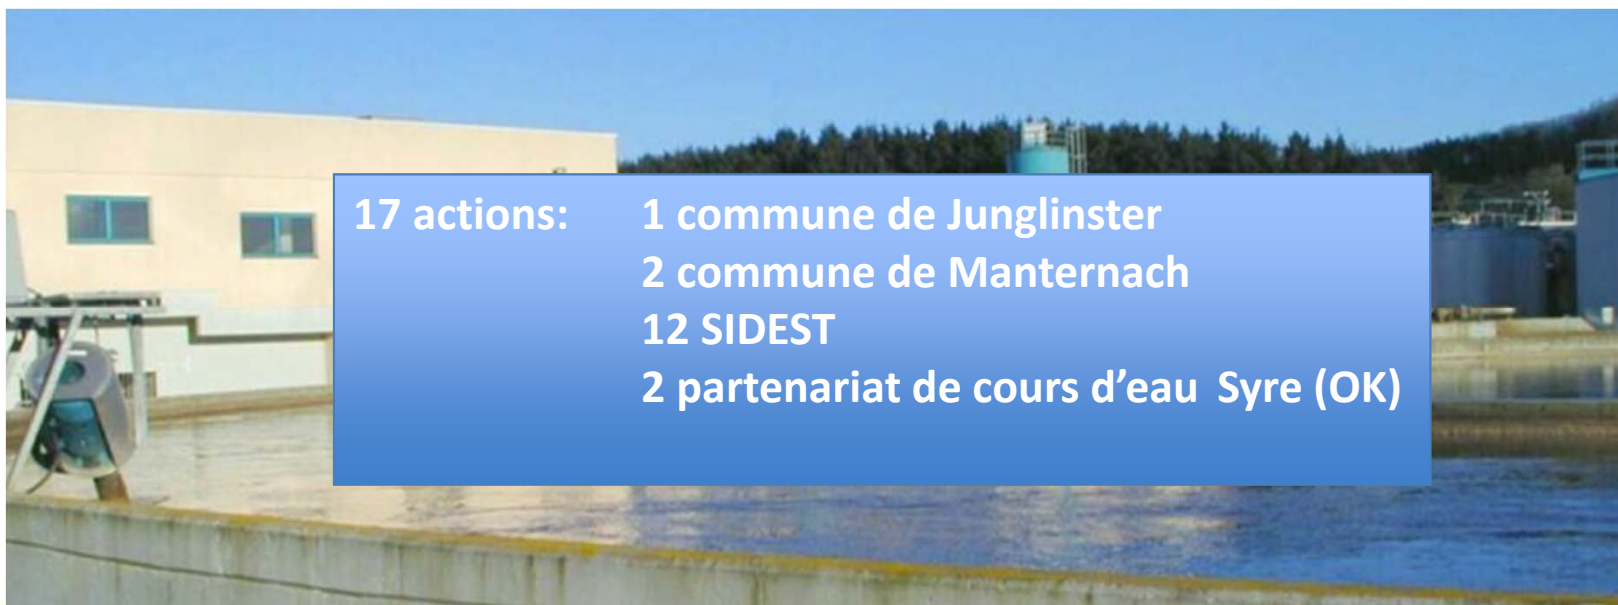 17 actions: 1 commune de Junglinster
2 commune de Manternach
12 SIDEST
2 partenariat de cours d’eau Syre (OK)